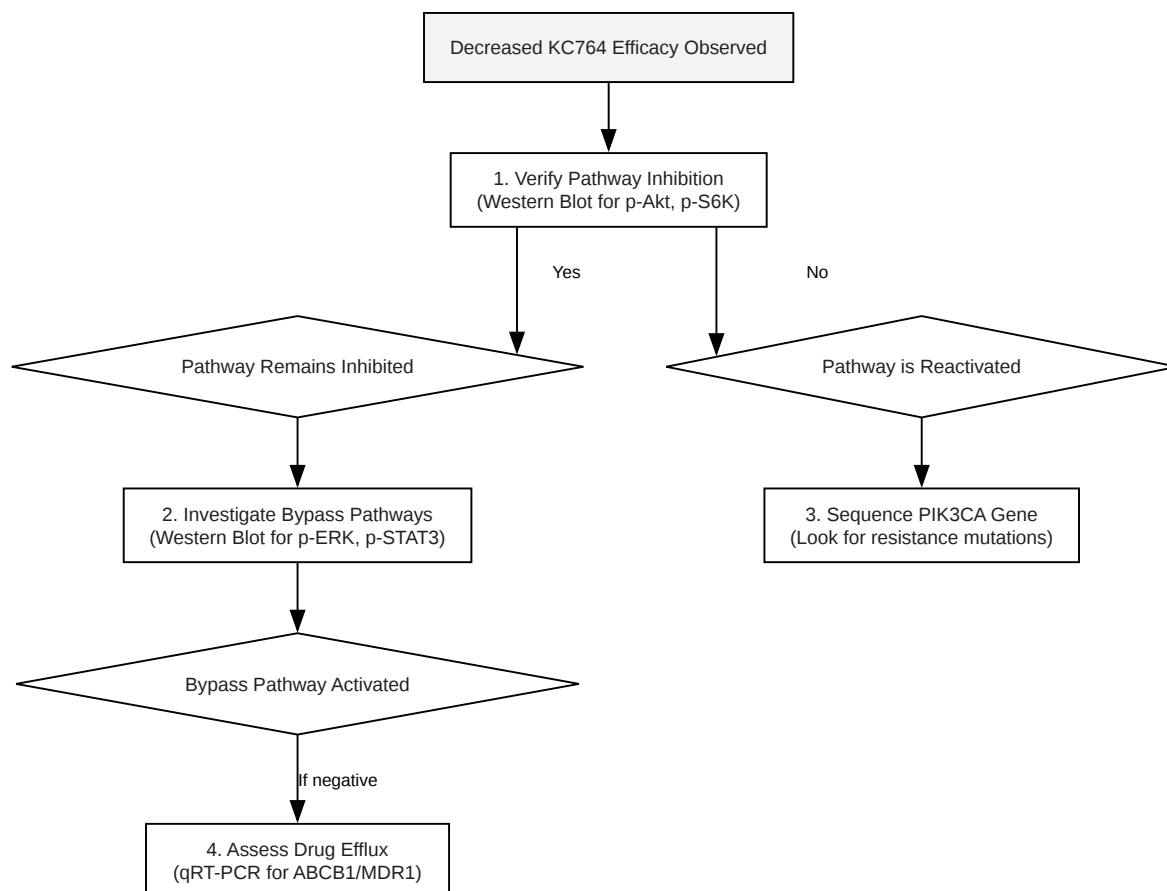 Decreased KC764 Efficacy Observed
1. Verify Pathway Inhibition
(Western Blot for p-Akt, p-S6K)
Yes
No
Pathway Remains Inhibited
Pathway is Reactivated
2. Investigate Bypass Pathways
(Western Blot for p-ERK, p-STAT3)
3. Sequence PIK3CA Gene
(Look for resistance mutations)
Bypass Pathway Activated
If negative
4. Assess Drug Efflux
(qRT-PCR for ABCB1/MDR1)